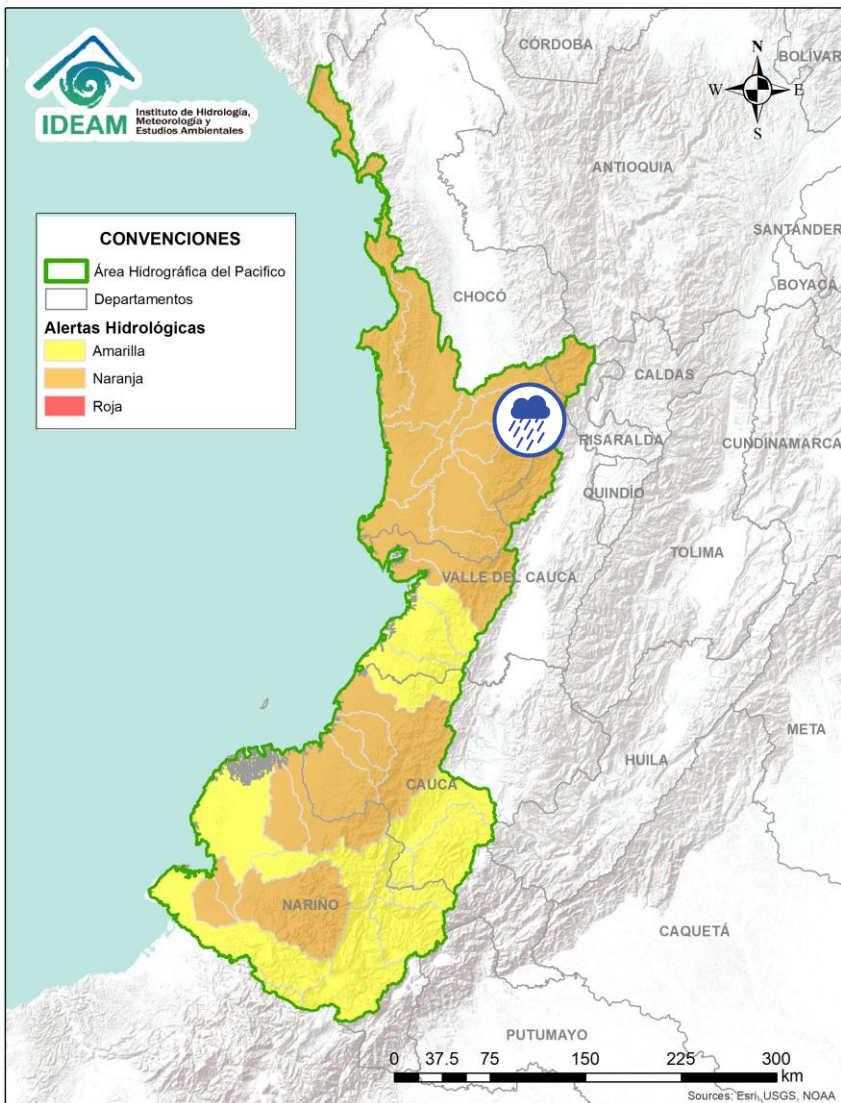 IDEAM
Instituto de Hidrología,
Meteorología y
Estudios Ambientales
CÓRDOBA
BOLÍVAR
N
W
E
S
ANTIOQUIA
SANTANDER
BOYACÁ
CONVENCIONES
Área Hidrográfica del Pacifico
Departamentos
Alertas Hidrológicas
Amarilla
Naranja
Roja
CHOCÓ
CALDAS
RISARALDA
CUNDINAMARCA
QUINDÍO
TOLIMA
VALLE DEL CAUCA
META
HUILA
CAUCA
NARIÑO
CAQUETÁ
PUTUMAYO
0 37.5 75 150 225 300
km
Sources: Esri, USGS, NOAA